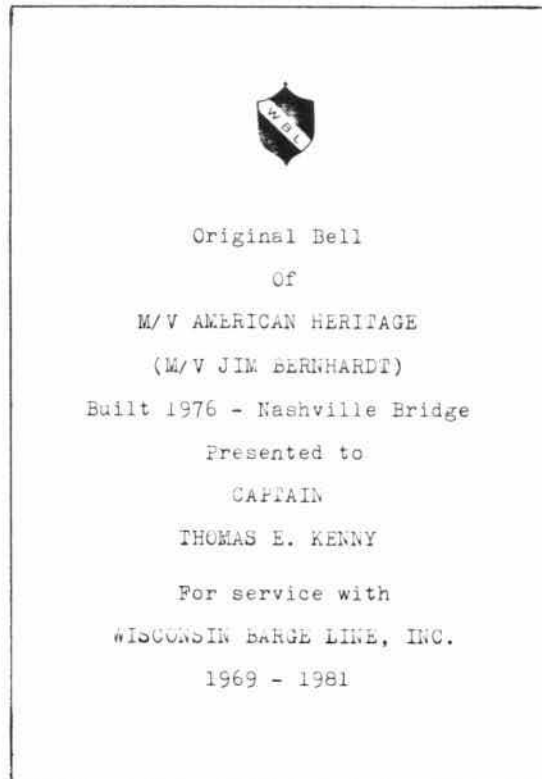 WBL
Original Bell
Of
M/V AMERICAN HERITAGE
(M/V JIM BERNHARDT)
Built 1976 - Nashville Bridge
Presented to
CAPTAIN
THOMAS E. KENNY
For service with
WISCONSIN BARGE LINE, INC.
1969 - 1981